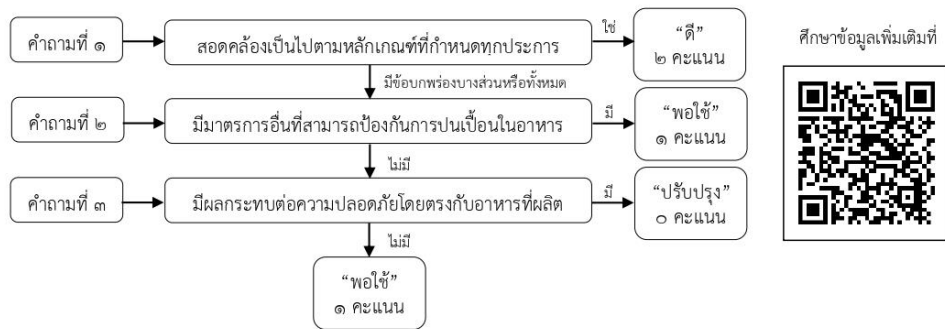 คำถามที่ ๑
สอดคล้องเป็นไปตามหลักเกณฑ์ที่กำหนดทุกประการ
ใช่
“ดี”
๒ คะแนน
ศึกษาข้อมูลเพิ่มเติมที่
มีข้อบกพร่องบางส่วนหรือทั้งหมด
คำถามที่ ๒
มีมาตรการอื่นที่สามารถป้องกันการปนเปื้อนในอาหาร
มี
“พอใช้”
๑ คะแนน
ไม่มี
คำถามที่ ๓
มีผลกระทบต่อความปลอดภัยโดยตรงกับอาหารที่ผลิต
มี
“ปรับปรุง”
๐ คะแนน
ไม่มี
“พอใช้”
๑ คะแนน